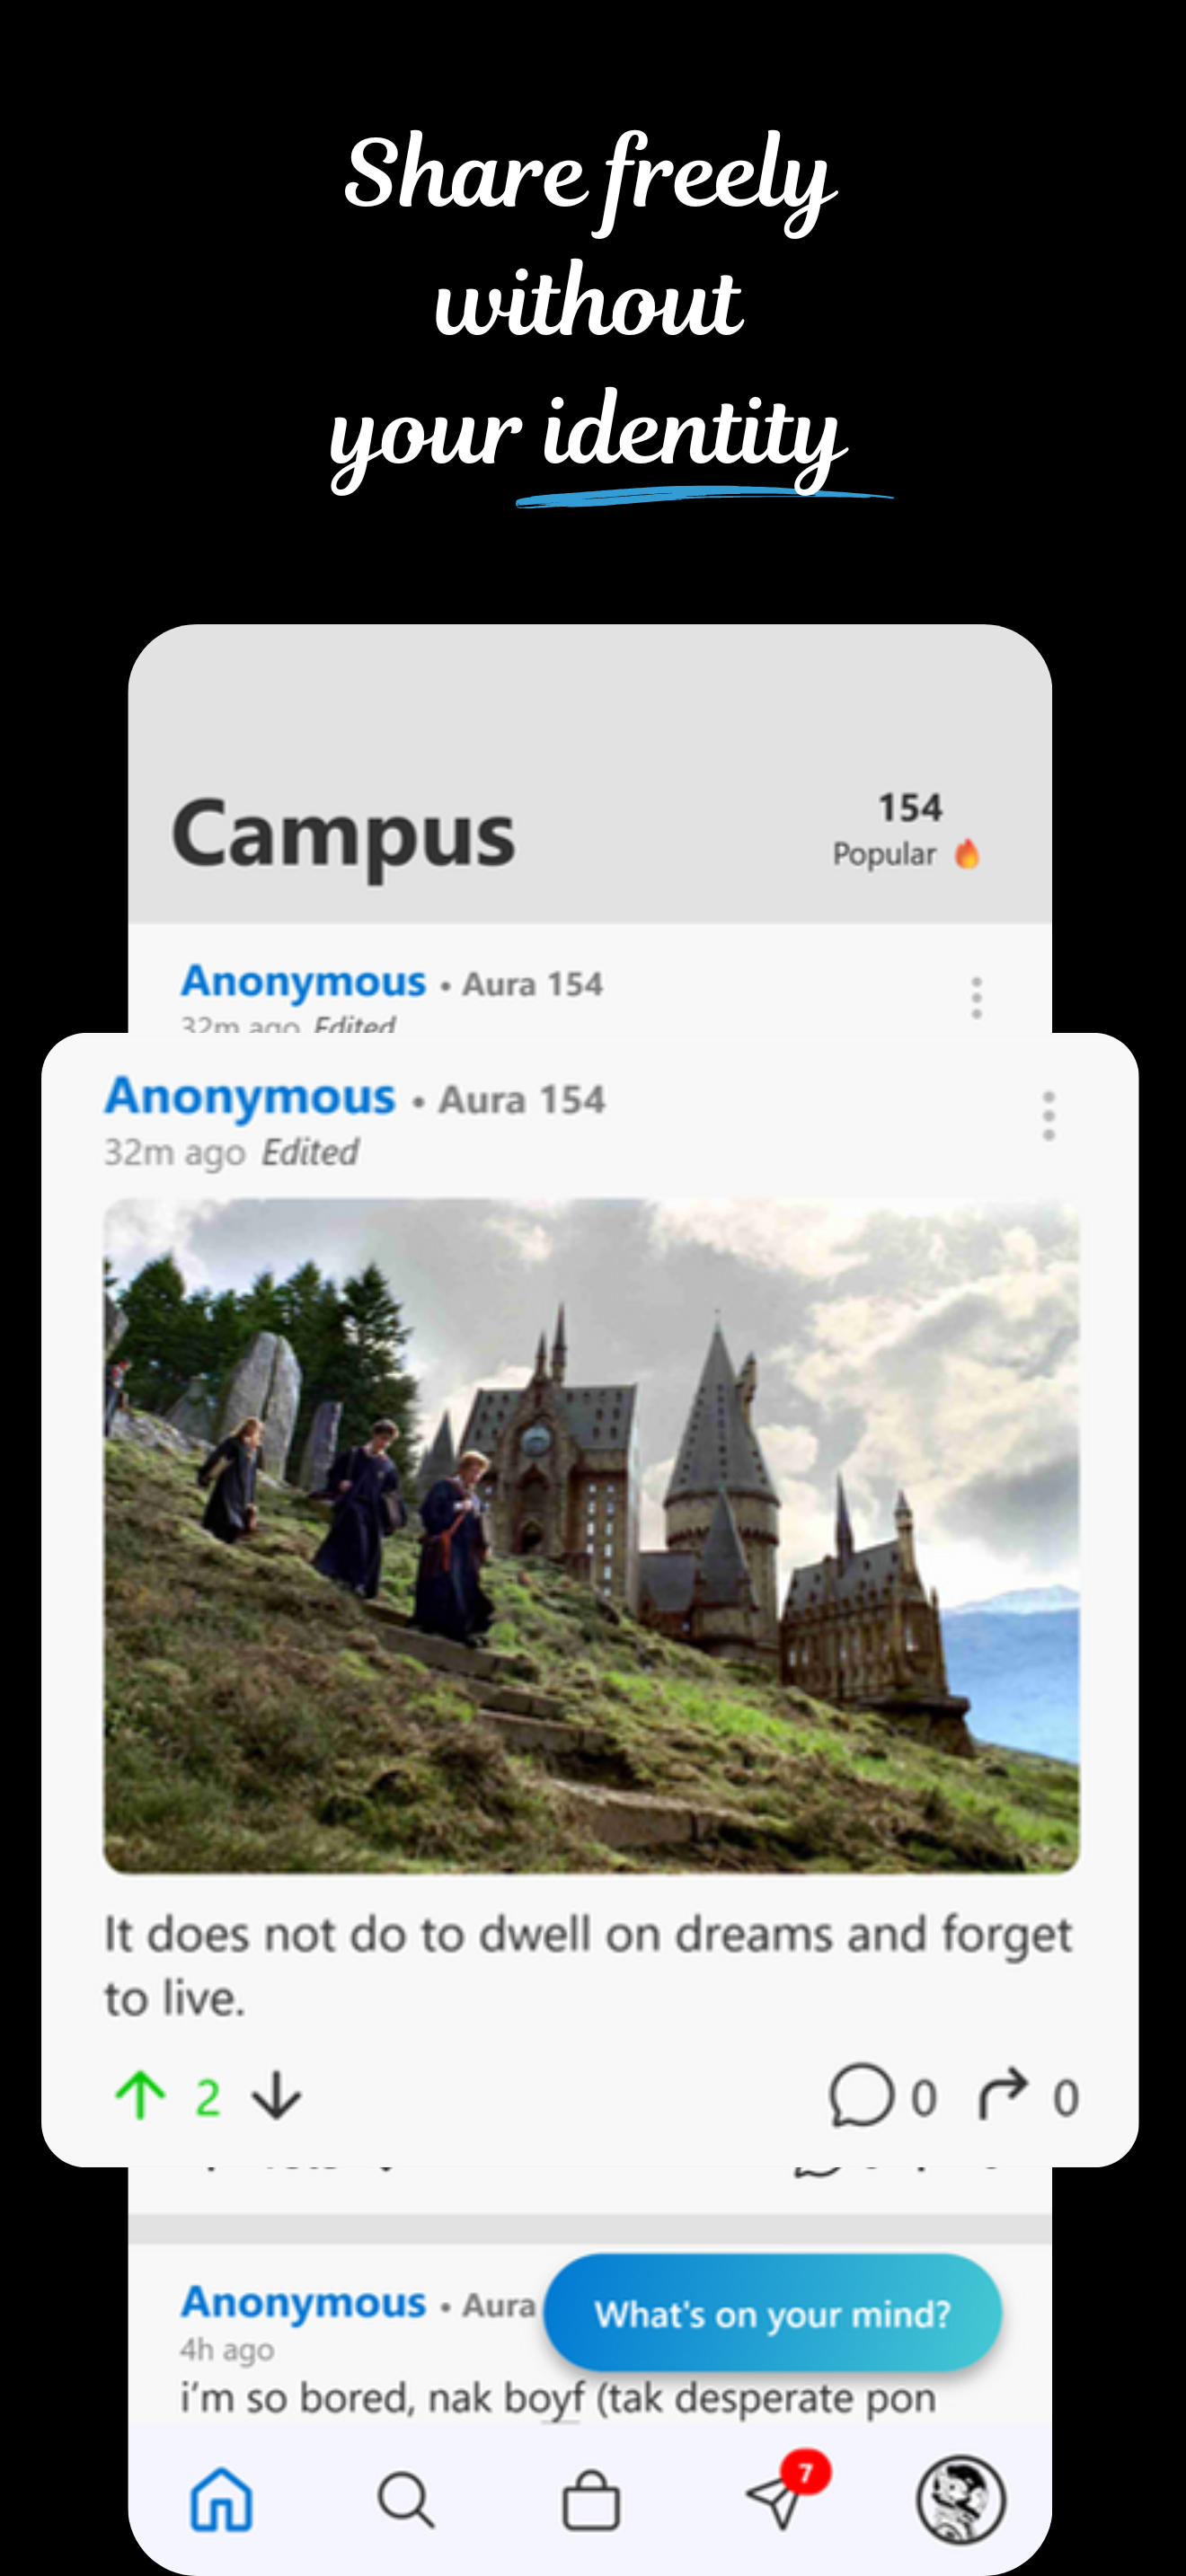 Share freely
without
your identity
Campus
154
Popular
Anonymous • Aura 154
32m ago Edited
Anonymous • Aura 154
32m ago Edited
It does not do to dwell on dreams and forget
to live.
2
0
0
Anonymous • Aura
4h ago
What's on your mind?
i'm so bored, nak boyf (tak desperate pon
7